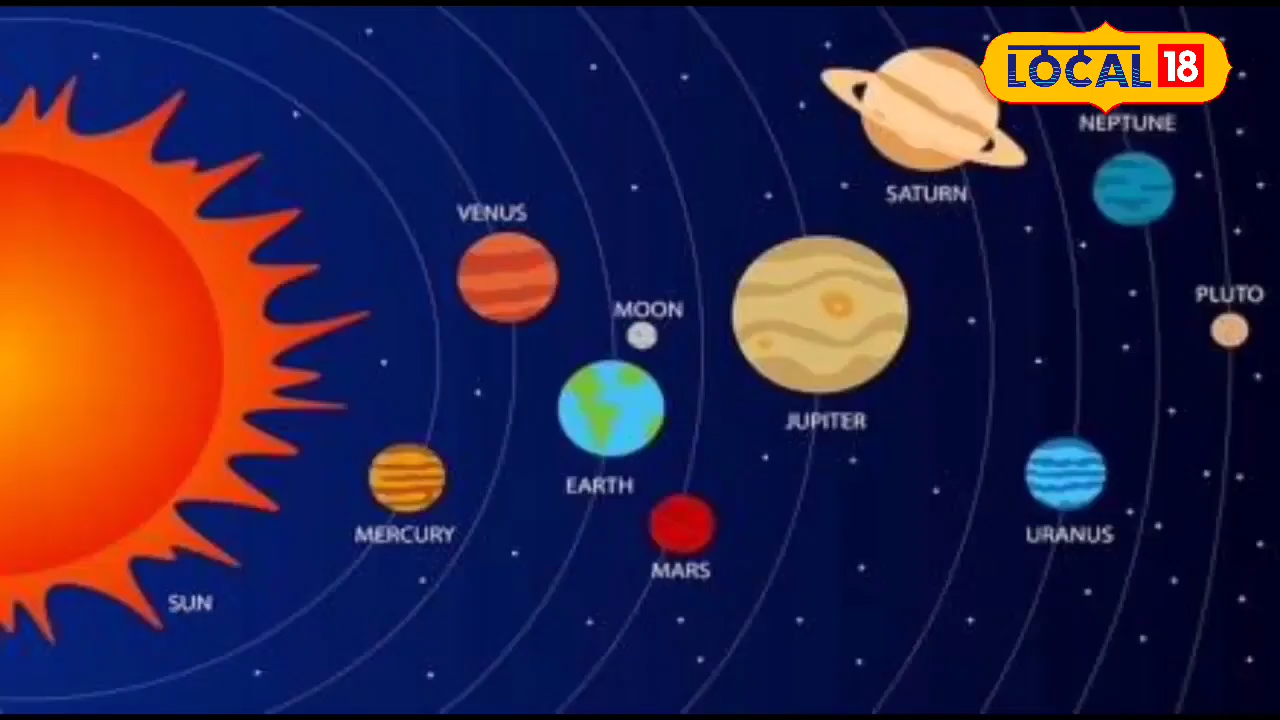 LOCAL 18
NEPTUNE
SATURN
VENUS
PLUTO
MOON
JUPITER
EARTH
MERCURY
URANUS
MARS
SUN